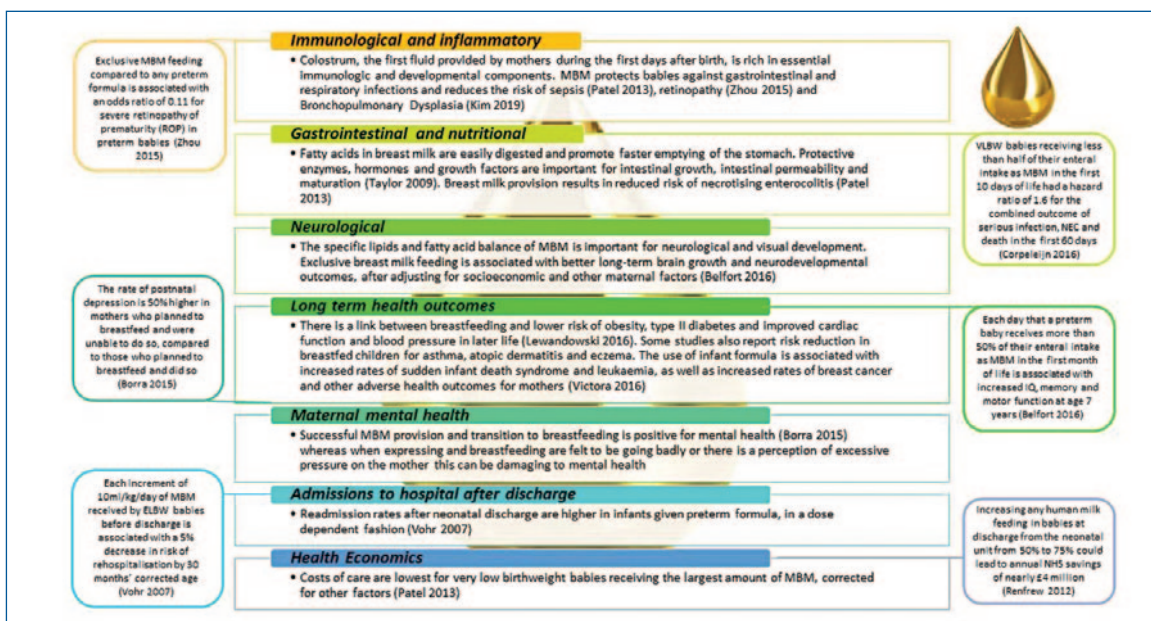 Immunological and inflammatory
• Colostrum, the first fluid provided by mothers during the first days after birth, is rich in essential
immunologic and developmental components. MBM protects babies against gastrointestinal and
respiratory infections and reduces the risk of sepsis (Patel 2013), retinopathy (Zhou 2015) and
Bronchopulmonary Dysplasia (Kim 2019)
Exclusive MBM feeding
compared to any preterm
formula is associated with
an odds ratio of 0.11 for
severe retinopathy of
prematurity (ROP) in
preterm babies (Zhou
2015)
Gastrointestinal and nutritional
• Fatty acids in breast milk are easily digested and promote faster emptying of the stomach. Protective
enzymes, hormones and growth factors are important for intestinal growth, intestinal permeability and
maturation (Taylor 2009). Breast milk provision results in reduced risk of necrotising enterocolitis (Patel
2013)
VLBW babies receiving less
than half of their enteral
intake as MBM in the first
10 days of life had a hazard
ratio of 1.6 for the
combined outcome of
serious infection, NEC and
death in the first 60 days
(Corpeleijn 2016)
Neurological
• The specific lipids and fatty acid balance of MBM is important for neurological and visual development.
Exclusive breast milk feeding is associated with better long-term brain growth and neurodevelopmental
outcomes, after adjusting for socioeconomic and other maternal factors (Belfort 2016)
The rate of postnatal
depression is 50% higher in
mothers who planned to
breastfeed and were
unable to do so, compared
to those who planned to
breastfeed and did so
(Borra 2015)
Long term health outcomes
• There is a link between breastfeeding and lower risk of obesity, type II diabetes and improved cardiac
function and blood pressure in later life (Lewandowski 2016). Some studies also report risk reduction in
breastfed children for asthma, atopic dermatitis and eczema. The use of infant formula is associated with
increased rates of sudden infant death syndrome and leukaemia, as well as increased rates of breast cancer
and other adverse health outcomes for mothers (Victora 2016)
Each day that a preterm
baby receives more than
50% of their enteral intake
as MBM in the first month
of life is associated with
increased IQ, memory and
motor function at age 7
years (Belfort 2016)
Maternal mental health
• Successful MBM provision and transition to breastfeeding is positive for mental health (Borra 2015)
whereas when expressing and breastfeeding are felt to be going badly or there is a perception of excessive
pressure on the mother this can be damaging to mental health
Each increment of
10ml/kg/day of MBM
received by ELBW babies
before discharge is
associated with a 5%
decrease in risk of
rehospitalisation by 30
months' corrected age
(Vohr 2007)
Admissions to hospital after discharge
• Readmission rates after neonatal discharge are higher in infants given preterm formula, in a dose
dependent fashion (Vohr 2007)
Increasing any human milk
feeding in babies at
discharge from the neonatal
unit from 50% to 75% could
lead to annual NHS savings
of nearly £4 million
(Renfrew 2012)
Health Economics
• Costs of care are lowest for very low birthweight babies receiving the largest amount of MBM, corrected
for other factors (Patel 2013)